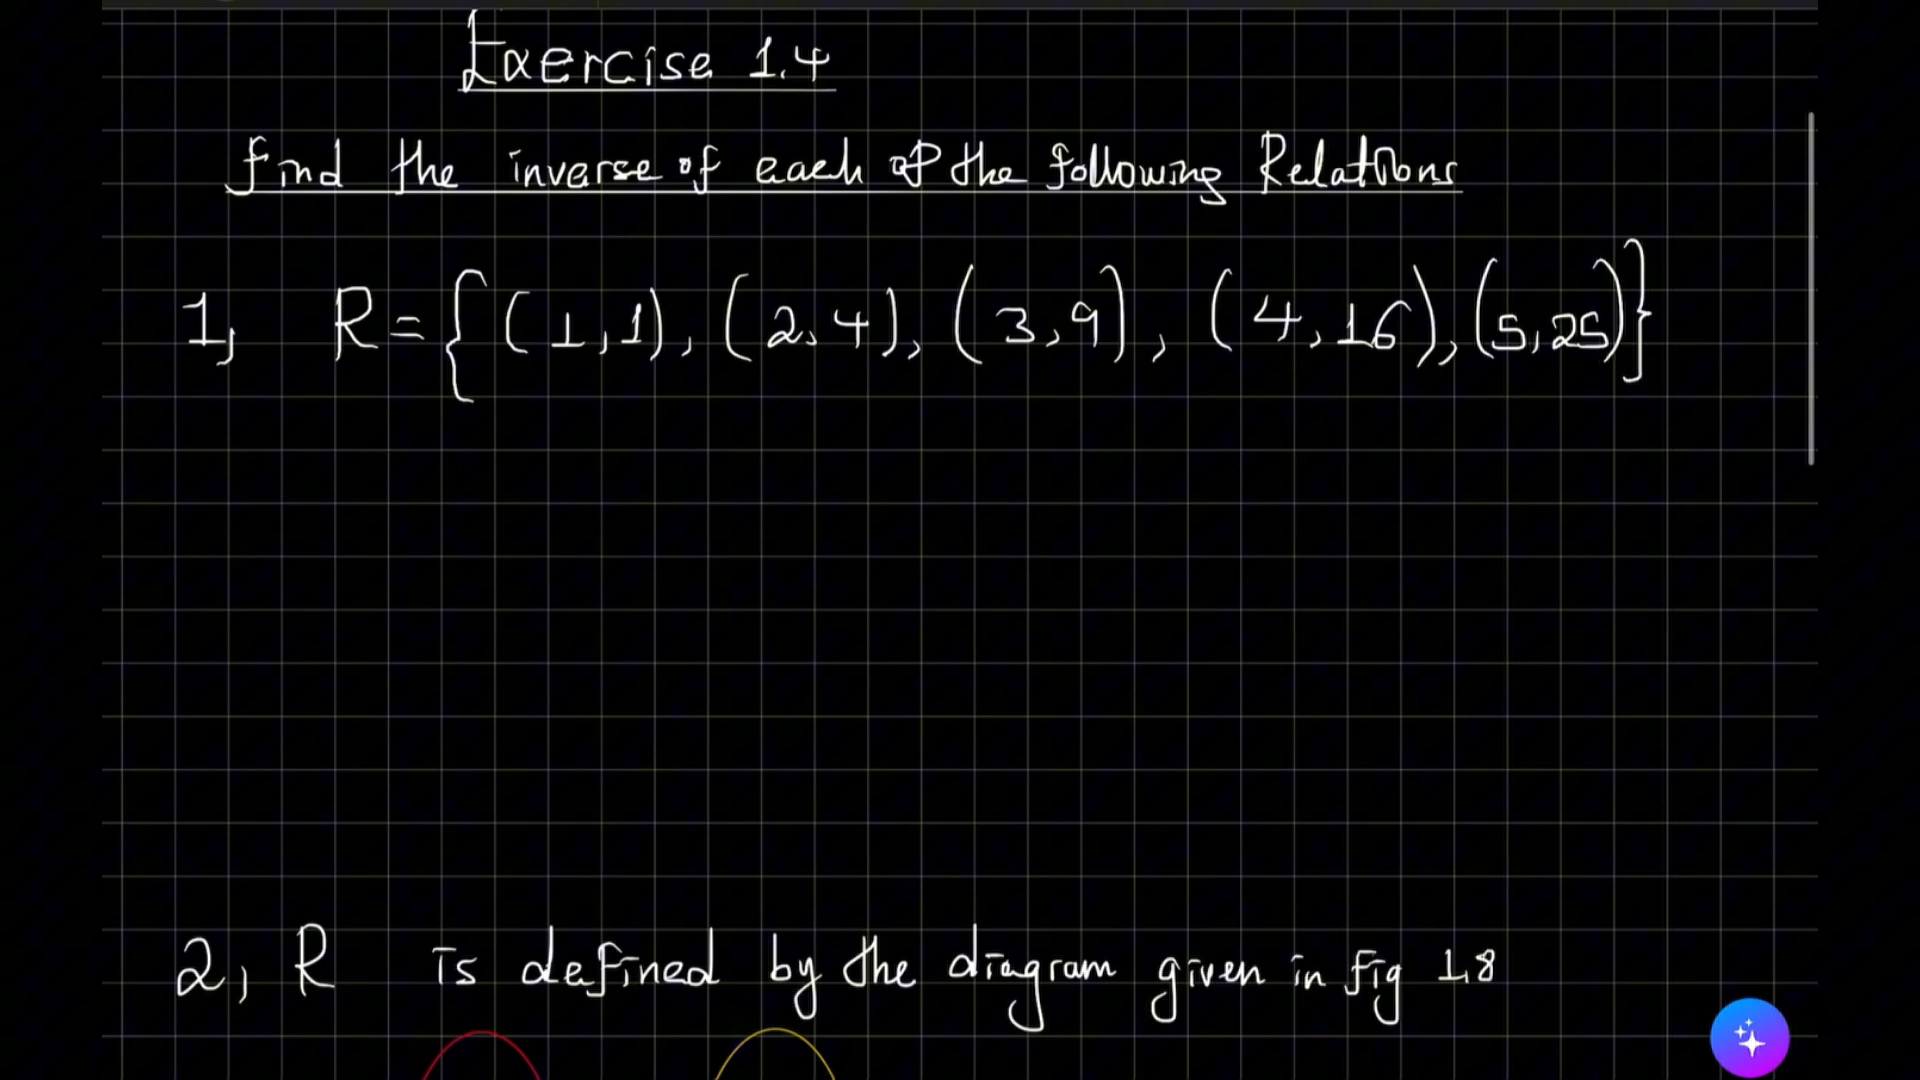 Exercise 1.4
find the inverse of each of the following Relations
1, R = { (1,1), (2,4), (3,9), (4,16), (5,25) }
2, R is defined by the diagram given in fig 1.8